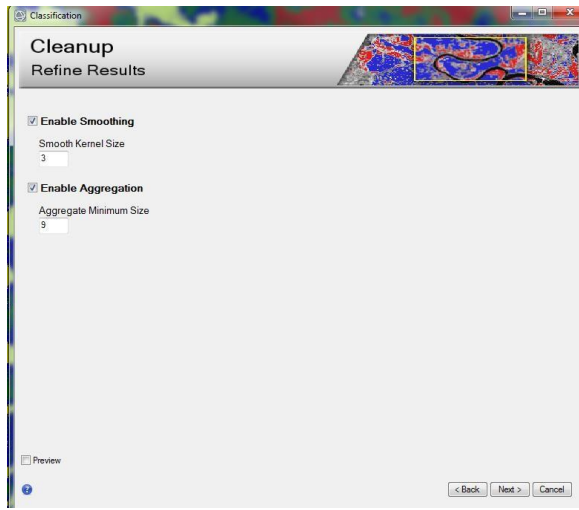 Classification
Cleanup
Refine Results
Enable Smoothing
Smooth Kernel Size
3
Enable Aggregation
Aggregate Minimum Size
9
Preview
?
< Back Next > Cancel